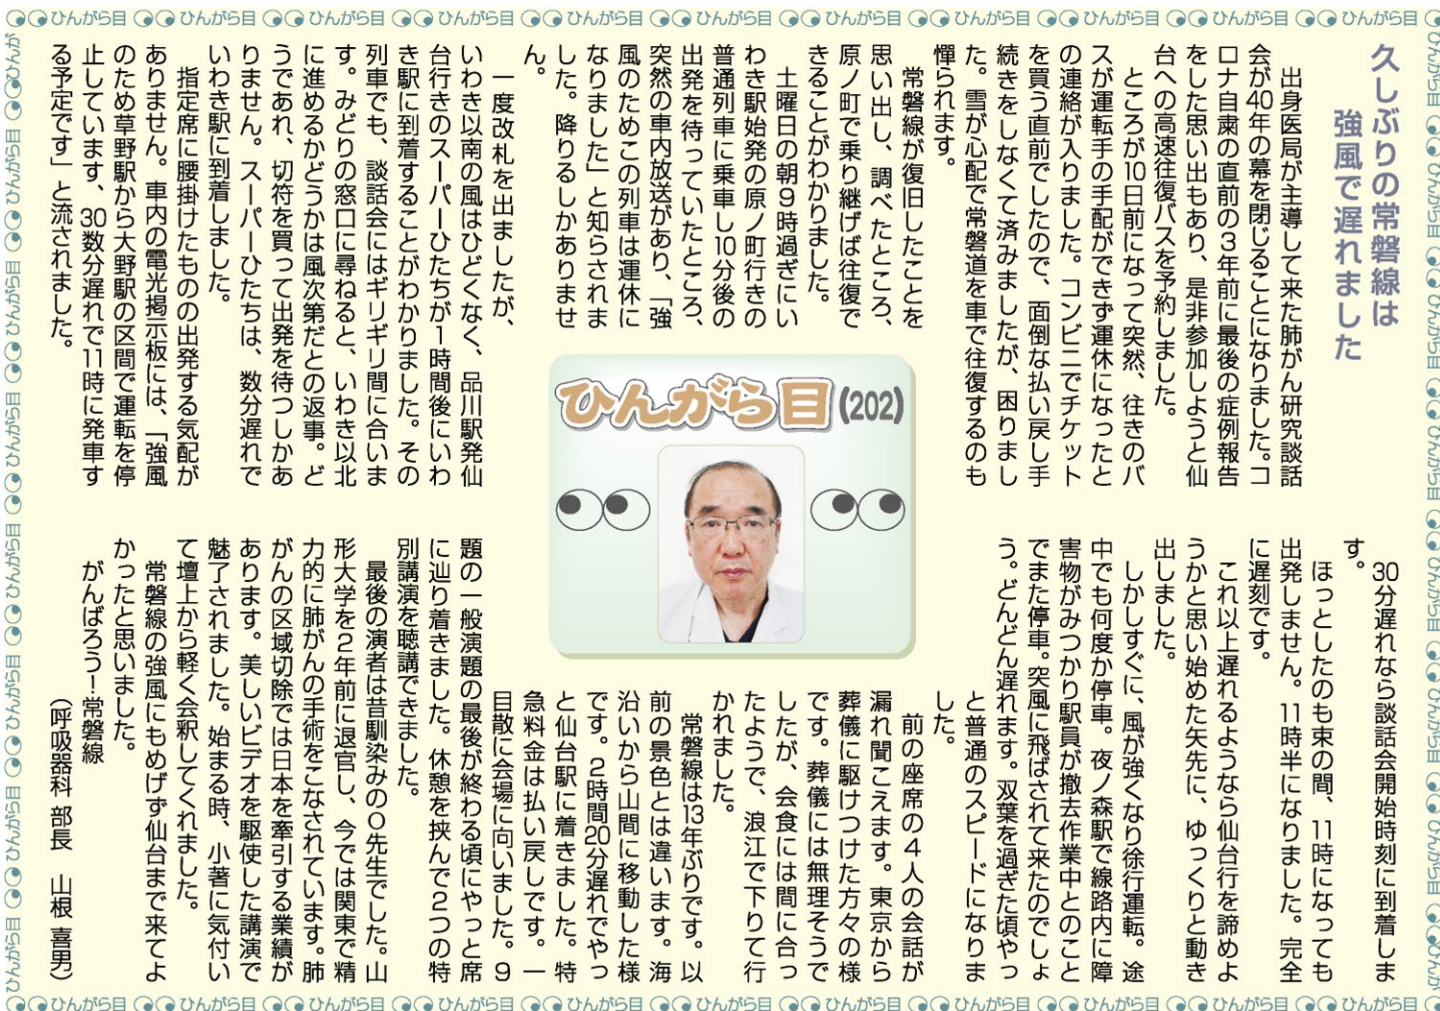 久しぶりの常磐線は
強風で遅れました
出身医局が主導して来た肺がん研究談話
会が40年の幕を閉じることになりました。コ
ロナ自粛の直前の3年前に最後の症例報告
をした思い出もあり、是非参加しようと仙
台への高速往復バスを予約しました。
ところが10日前になって突然、往きのバ
スが運転手の手配ができず運休になったと
の連絡が入りました。コンビニでチケット
を買う直前でしたので、面倒な払い戻し手
続きをしなくて済みましたが、困りまし
た。雪が心配で常磐道を車で往復するのも
憚られます。
常磐線が復旧したことを
思い出し、調べたところ、
原ノ町で乗り継げば往復で
きることがわかりました。
土曜日の朝9時過ぎにい
わき駅始発の原ノ町行きの
普通列車に乗車し10分後の
出発を待っていたところ、
突然の車内放送があり、「強
風のためこの列車は運休に
なりました」と知らされま
した。降りるしかありませ
ん。
一度改札を出ましたが、
いわき以南の風はひどくなく、品川駅発仙
台行きのスーパーひたちが1時間後にいわ
き駅に到着することがわかりました。その
列車でも、談話会にはギリギリ間に合いま
す。みどりの窓口に尋ねると、いわき以北
に進めるかどうかは風次第だとの返事。ど
うであれ、切符を買って出発を待つしかあ
りません。スーパーひたちは、数分遅れで
いわき駅に到着しました。
指定席に腰掛けたものの出発する気配が
ありません。車内の電光掲示板には、「強風
のため草野駅から大野駅の区間で運転を停
止しています、30数分遅れで11時に発車す
る予定です」と流されました。
30分遅れなら談話会開始時刻に到着しま
す。
ほっとしたのも束の間、11時になっても
出発しません。11時半になりました。完全
に遅刻です。
これ以上遅れるようなら仙台行を諦めよ
うかと思い始めた矢先に、ゆっくりと動き
出しました。
しかしすぐに、風が強くなり徐行運転。途
中でも何度か停車。夜ノ森駅で線路内に障
害物がみつかり駅員が撤去作業中とのこと
でまた停車。突風に飛ばされて来たのでしょ
う。どんどん遅れます。双葉を過ぎた頃やっ
と普通のスピードになりま
した。
前の座席の4人の会話が
漏れ聞こえます。東京から
葬儀に駆けつけた方々の様
です。葬儀には無理そうで
したが、会食には間に合っ
たようで、浪江で下りて行
かれました。
常磐線は13年ぶりです。以
前の景色とは違います。海
沿いから山間に移動した様
です。2時間20分遅れでやっ
と仙台駅に着きました。特
急料金は払い戻しです。一
目散に会場に向いました。9
題の一般演題の最後が終わる頃にやっと席
に辿り着きました。休憩を挟んで2つの特
別講演を聴講できました。
最後の演者は昔馴染みのO先生でした。山
形大学を2年前に退官し、今では関東で精
力的に肺がんの手術をこなされています。肺
がんの区域切除では日本を牽引する業績が
あります。美しいビデオを駆使した講演で
魅了されました。始まる時、小著に気付い
て壇上から軽く会釈してくれました。
常磐線の強風にもめげず仙台まで来てよ
かったと思いました。
がんばろう！常磐線
（呼吸器科 部長 山根 喜男）
ひんがら目(202)
ひんがら目 ひんがら目 ひんがら目 ひんがら目 ひんがら目 ひんがら目 ひんがら目 ひんがら目 ひんがら目 ひんがら目 ひんがら目